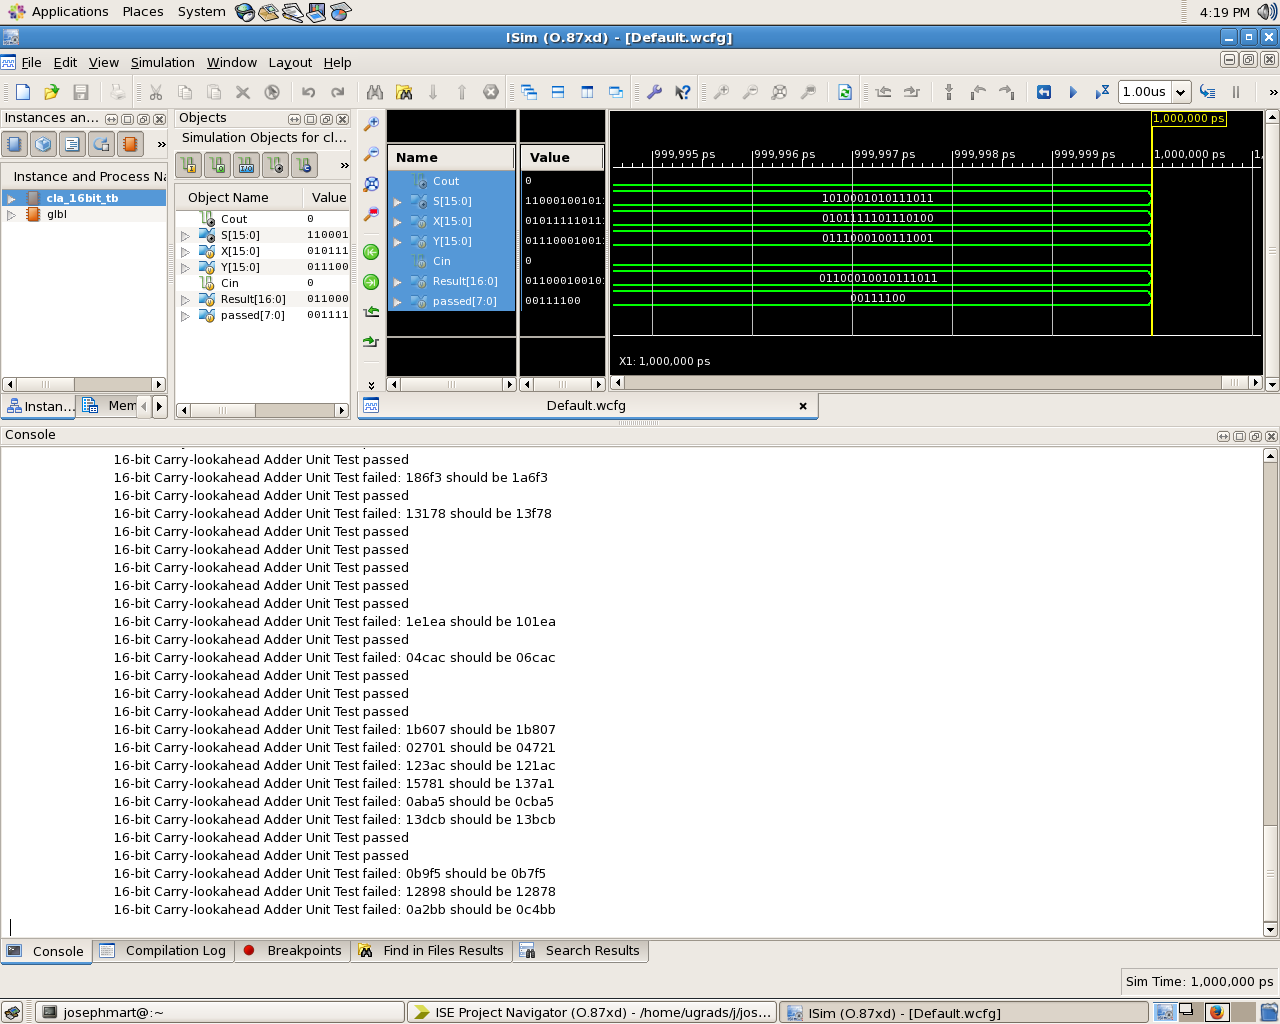 Applications Places System 4:19 PM
ISim (O.87xd) - [Default.wcfg]
File Edit View Simulation Window Layout Help
1.00us
Instances an...
Objects
Simulation Objects for cl...
Instance and Process Na
cla_16bit_tb
glbl
Object Name Value
Cout 0
S[15:0] 110001
X[15:0] 010111
Y[15:0] 011100
Cin 0
Result[16:0] 011000
passed[7:0] 001111
Instan... Mem
Name Value
Cout 0
S[15:0] 110001001011
X[15:0] 010111110111
Y[15:0] 011100010011
Cin 0
Result[16:0] 011000100101
passed[7:0] 00111100
1,000,000 ps
999,995 ps 999,996 ps 999,997 ps 999,998 ps 999,999 ps 1,000,000 ps 1,
1010001010111011
0101111101110100
0111000100111001
01100010010111011
00111100
X1: 1,000,000 ps
Default.wcfg
Console
16-bit Carry-lookahead Adder Unit Test passed
16-bit Carry-lookahead Adder Unit Test failed: 186f3 should be 1a6f3
16-bit Carry-lookahead Adder Unit Test passed
16-bit Carry-lookahead Adder Unit Test failed: 13178 should be 13f78
16-bit Carry-lookahead Adder Unit Test passed
16-bit Carry-lookahead Adder Unit Test passed
16-bit Carry-lookahead Adder Unit Test passed
16-bit Carry-lookahead Adder Unit Test passed
16-bit Carry-lookahead Adder Unit Test passed
16-bit Carry-lookahead Adder Unit Test failed: 1e1ea should be 101ea
16-bit Carry-lookahead Adder Unit Test passed
16-bit Carry-lookahead Adder Unit Test failed: 04cac should be 06cac
16-bit Carry-lookahead Adder Unit Test passed
16-bit Carry-lookahead Adder Unit Test passed
16-bit Carry-lookahead Adder Unit Test passed
16-bit Carry-lookahead Adder Unit Test failed: 1b607 should be 1b807
16-bit Carry-lookahead Adder Unit Test failed: 02701 should be 04721
16-bit Carry-lookahead Adder Unit Test failed: 123ac should be 121ac
16-bit Carry-lookahead Adder Unit Test failed: 15781 should be 137a1
16-bit Carry-lookahead Adder Unit Test failed: 0aba5 should be 0cba5
16-bit Carry-lookahead Adder Unit Test failed: 13dcb should be 13bcb
16-bit Carry-lookahead Adder Unit Test passed
16-bit Carry-lookahead Adder Unit Test passed
16-bit Carry-lookahead Adder Unit Test failed: 0b9f5 should be 0b7f5
16-bit Carry-lookahead Adder Unit Test failed: 12898 should be 12878
16-bit Carry-lookahead Adder Unit Test failed: 0a2bb should be 0c4bb
Console Compilation Log Breakpoints Find in Files Results Search Results
Sim Time: 1,000,000 ps
josephmart@:~ ISE Project Navigator (O.87xd) - /home/ugrads/j/jos... ISim (O.87xd) - [Default.wcfg]